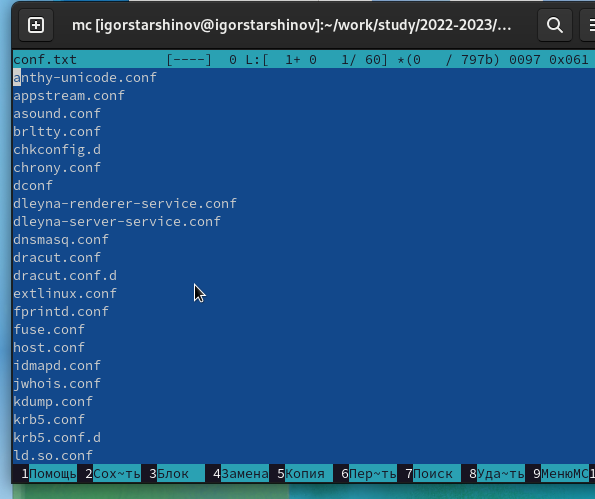 mc [igorstarshinov@igorstarshinov]:~/work/study/2022-2023/…
conf.txt [----] 0 L:[ 1+ 0 1/ 60] *(0 / 797b) 0097 0x061
anthy-unicode.conf
appstream.conf
asound.conf
brltty.conf
chkconfig.d
chrony.conf
dconf
dleyna-renderer-service.conf
dleyna-server-service.conf
dnsmasq.conf
dracut.conf
dracut.conf.d
extlinux.conf
fprintd.conf
fuse.conf
host.conf
idmapd.conf
jwhois.conf
kdump.conf
krb5.conf
krb5.conf.d
ld.so.conf
1Помощь 2Сох~ть 3Блок 4Замена 5Копия 6Пер~ть 7Поиск 8Уда~ть 9МенюMC1